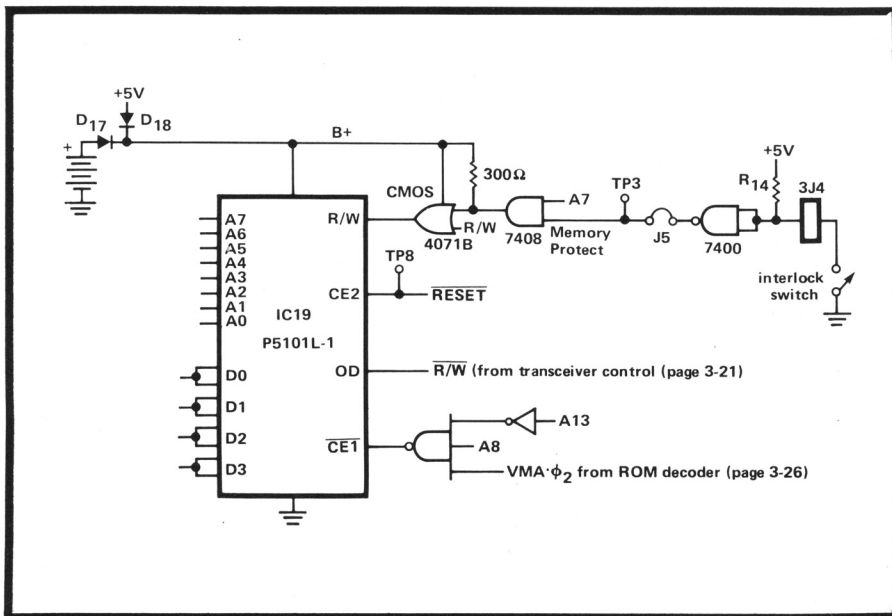 +5V
D17
D18
+
B+
300Ω
+5V
R14
3J4
CMOS
TP3
A7
R/W
4071B
R/W
7408
A7
Memory
Protect
J5
7400
interlock
switch
A6
A5
A4
A3
A2
A1
A0
TP8
CE2
RESET
IC19
P5101L-1
D0
D1
D2
D3
OD
R/W (from transceiver control (page 3-21)
CE1
A13
A8
VMA·ϕ2 from ROM decoder (page 3-26)